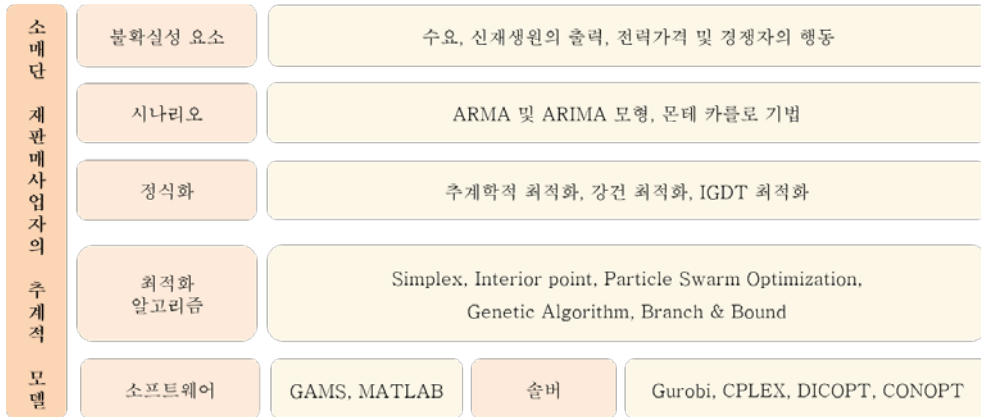 소매단 재판매사업자의 추계적 모델
불확실성 요소
수요, 신재생원의 출력, 전력가격 및 경쟁자의 행동
시나리오
ARMA 및 ARIMA 모형, 몬테 카를로 기법
정식화
추계학적 최적화, 강건 최적화, IGDT 최적화
최적화
알고리즘
Simplex, Interior point, Particle Swarm Optimization,
Genetic Algorithm, Branch & Bound
소프트웨어
GAMS, MATLAB
솔버
Gurobi, CPLEX, DICOPT, CONOPT